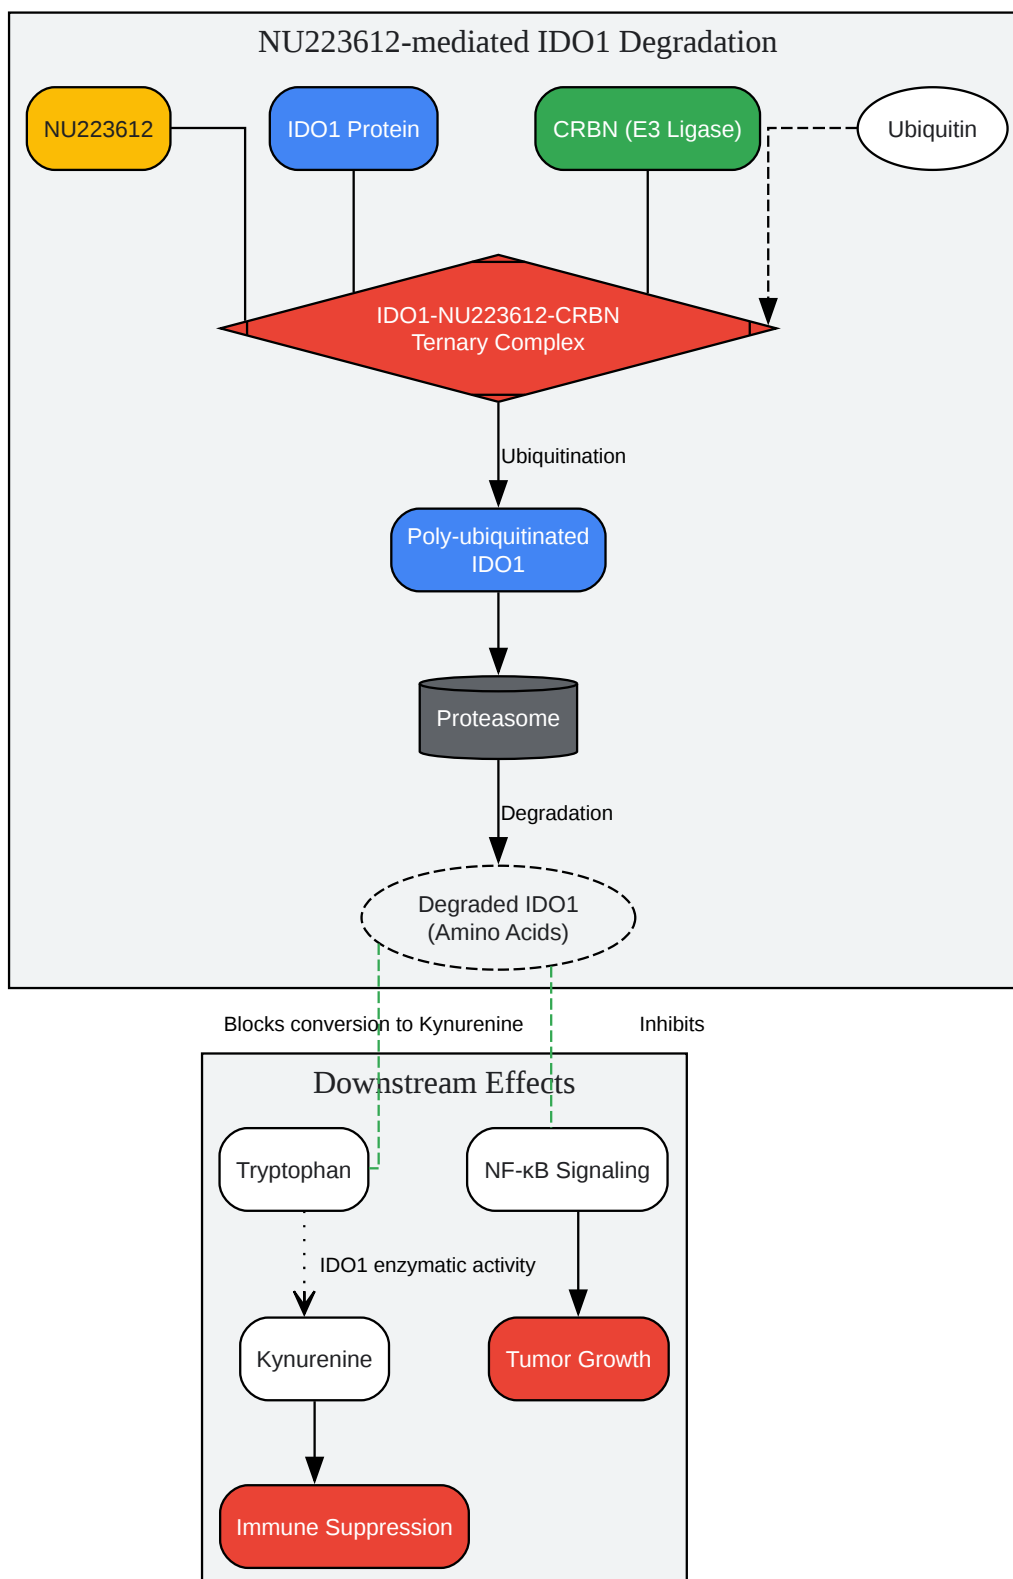 NU223612-mediated IDO1 Degradation
NU223612
IDO1 Protein
CRBN (E3 Ligase)
Ubiquitin
IDO1-NU223612-CRBN
Ternary Complex
Ubiquitination
Poly-ubiquitinated
IDO1
Proteasome
Degradation
Degraded IDO1
(Amino Acids)
Blocks conversion to Kynurenine
Inhibits
Downstream Effects
Tryptophan
NF-κB Signaling
IDO1 enzymatic activity
Kynurenine
Tumor Growth
Immune Suppression